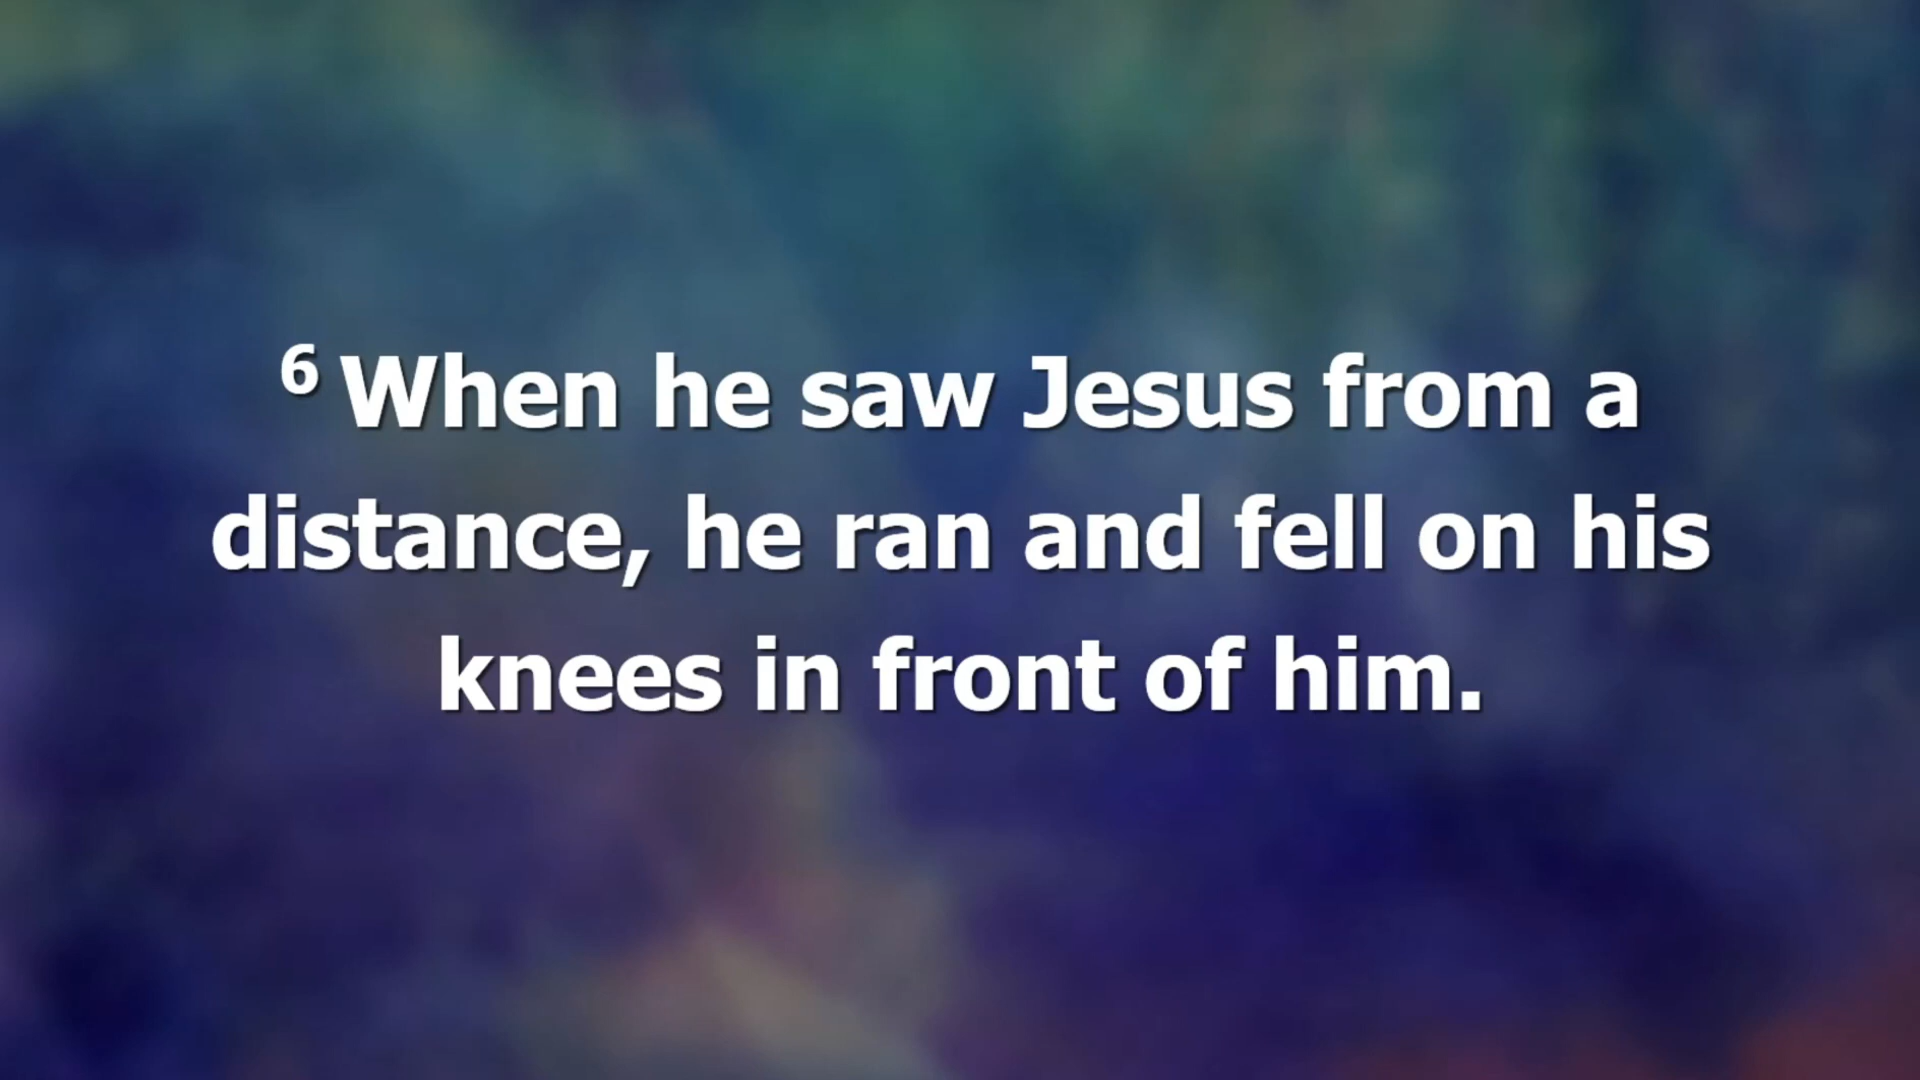 ⁶ When he saw Jesus from a
distance, he ran and fell on his
knees in front of him.